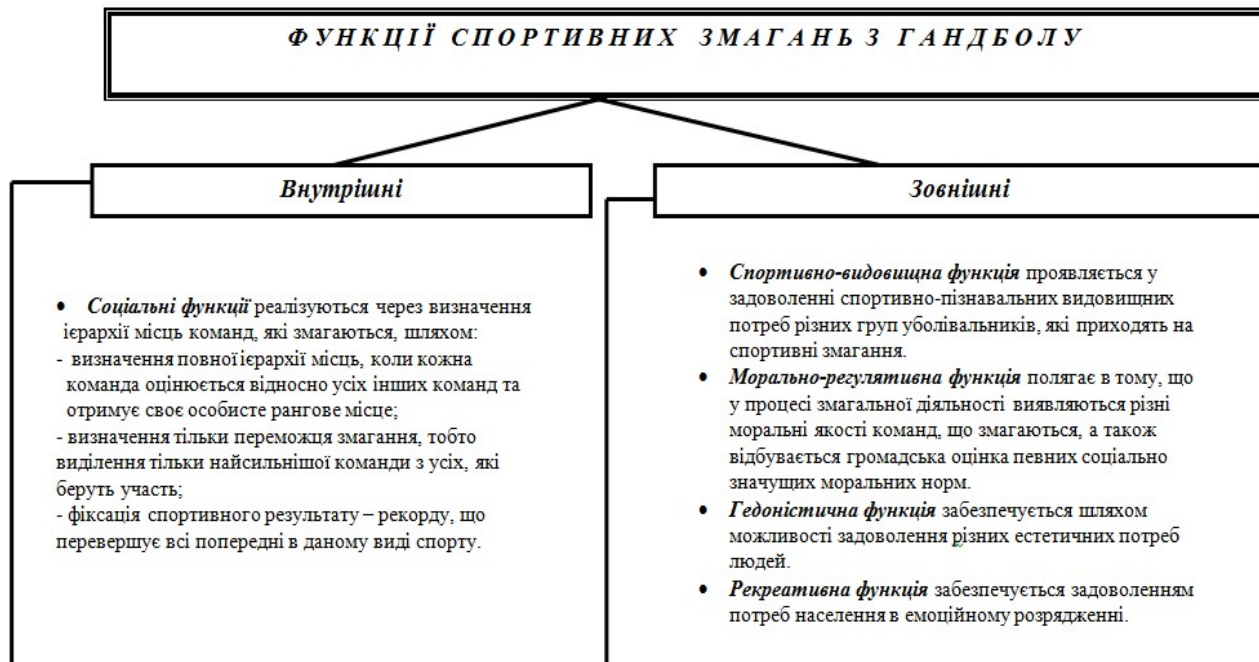 ФУНКЦІЇ СПОРТИВНИХ ЗМАГАНЬ З ГАНДБОЛУ
Внутрішні
• Соціальні функції реалізуються через визначення
ієрархії місць команд, які змагаються, шляхом:
- визначення повної ієрархії місць, коли кожна
команда оцінюється відносно усіх інших команд та
отримує своє особисте рангове місце;
- визначення тільки переможця змагання, тобто
виділення тільки найсильнішої команди з усіх, які
беруть участь;
- фіксація спортивного результату – рекорду, що
перевершує всі попередні в даному виді спорту.
Зовнішні
• Спортивно-видовищна функція проявляється у
задоволенні спортивно-пізнавальних видовищних
потреб різних груп уболівальників, які приходять на
спортивні змагання.
• Морально-регулятивна функція полягає в тому, що
у процесі змагальної діяльності виявляються різні
моральні якості команд, що змагаються, а також
відбувається громадська оцінка певних соціально
значущих моральних норм.
• Гедоністична функція забезпечується шляхом
можливості задоволення різних естетичних потреб
людей.
• Рекреативна функція забезпечується задоволенням
потреб населення в емоційному розрядженні.